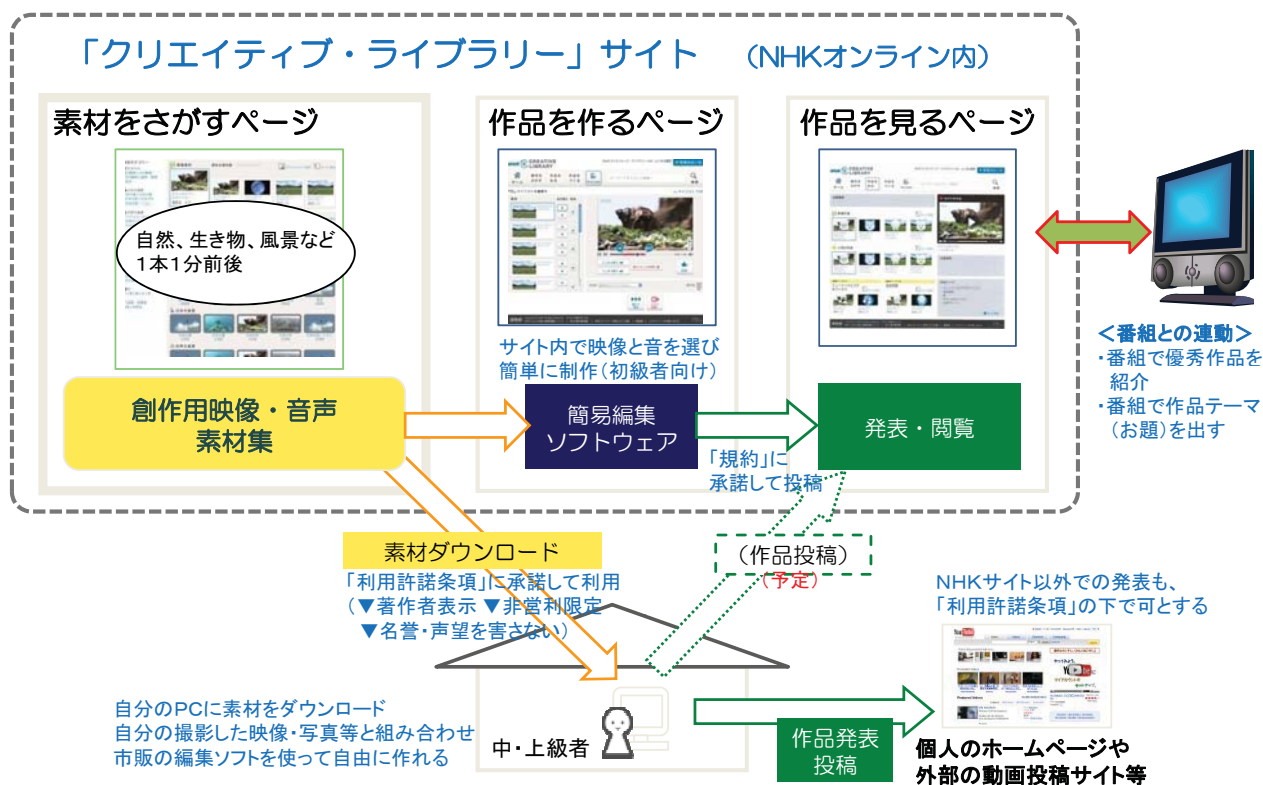 「クリエイティブ・ライブラリー」サイト （NHKオンライン内）
素材をさがすページ
自然、生き物、風景など
1本1分前後
創作用映像・音声
素材集
作品を作るページ
CREATIVE
LIBRARY
サイト内で映像と音を選び
簡単に制作（初級者向け）
簡易編集
ソフトウェア
作品を見るページ
CREATIVE
LIBRARY
発表・閲覧
「規約」に
承諾して投稿
＜番組との連動＞
・番組で優秀作品を
紹介
・番組で作品テーマ
（お題）を出す
素材ダウンロード
「利用許諾条項」に承諾して利用
（▼著作者表示 ▼非営利限定
▼名誉・声望を害さない）
（作品投稿）
（予定）
NHKサイト以外での発表も、
「利用許諾条項」の下で可とする
YouTube
自分のPCに素材をダウンロード
自分の撮影した映像・写真等と組み合わせ
市販の編集ソフトを使って自由に作れる
中・上級者
作品発表
投稿
個人のホームページや
外部の動画投稿サイト等